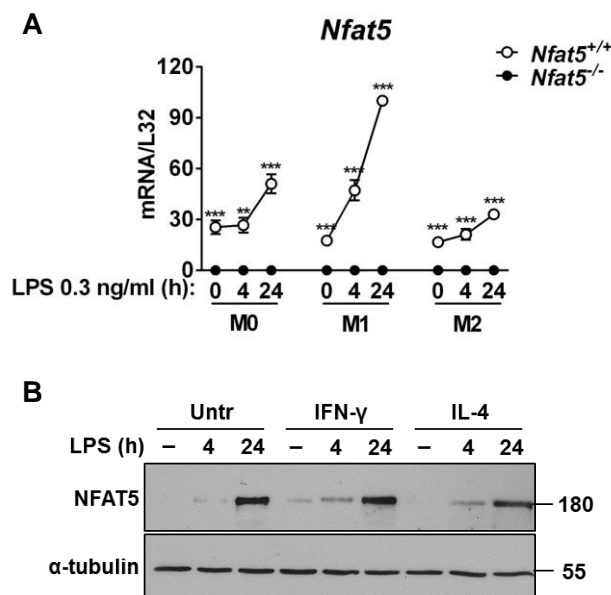 A
Nfat5
Nfat5+/+
Nfat5-/-
mRNA/L32
120
90
60
30
0
*** ** *** *** *** *** *** *** ***
LPS 0.3 ng/ml (h): 0 4 24 0 4 24 0 4 24
M0 M1 M2
B
Untr IFN-γ IL-4
LPS (h) – 4 24 – 4 24 – 4 24
NFAT5 180
α-tubulin 55